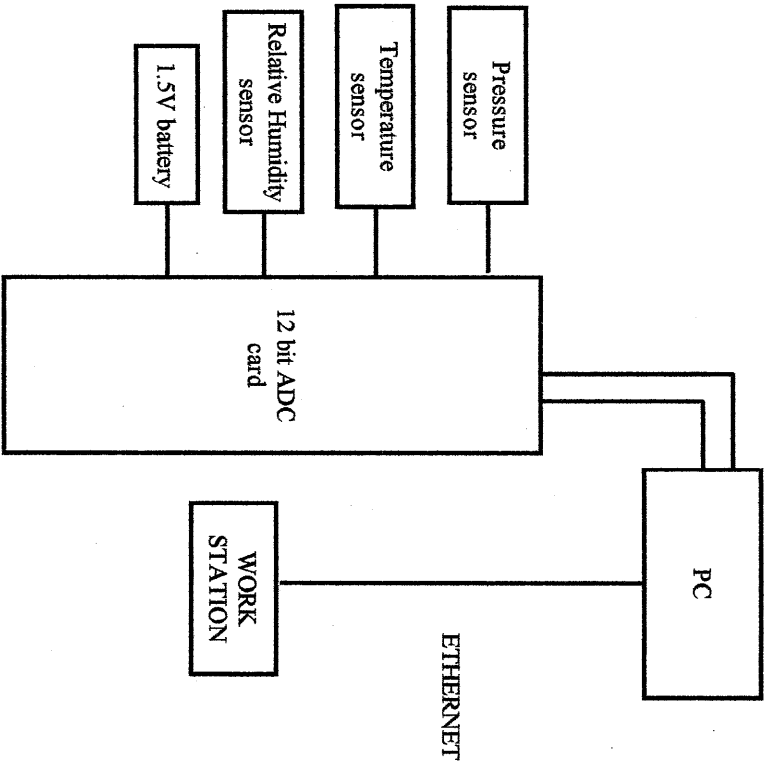 Pressure
sensor
Temperature
sensor
Relative Humidity
sensor
1.5V battery
12 bit ADC
card
PC
ETHERNET
WORK
STATION